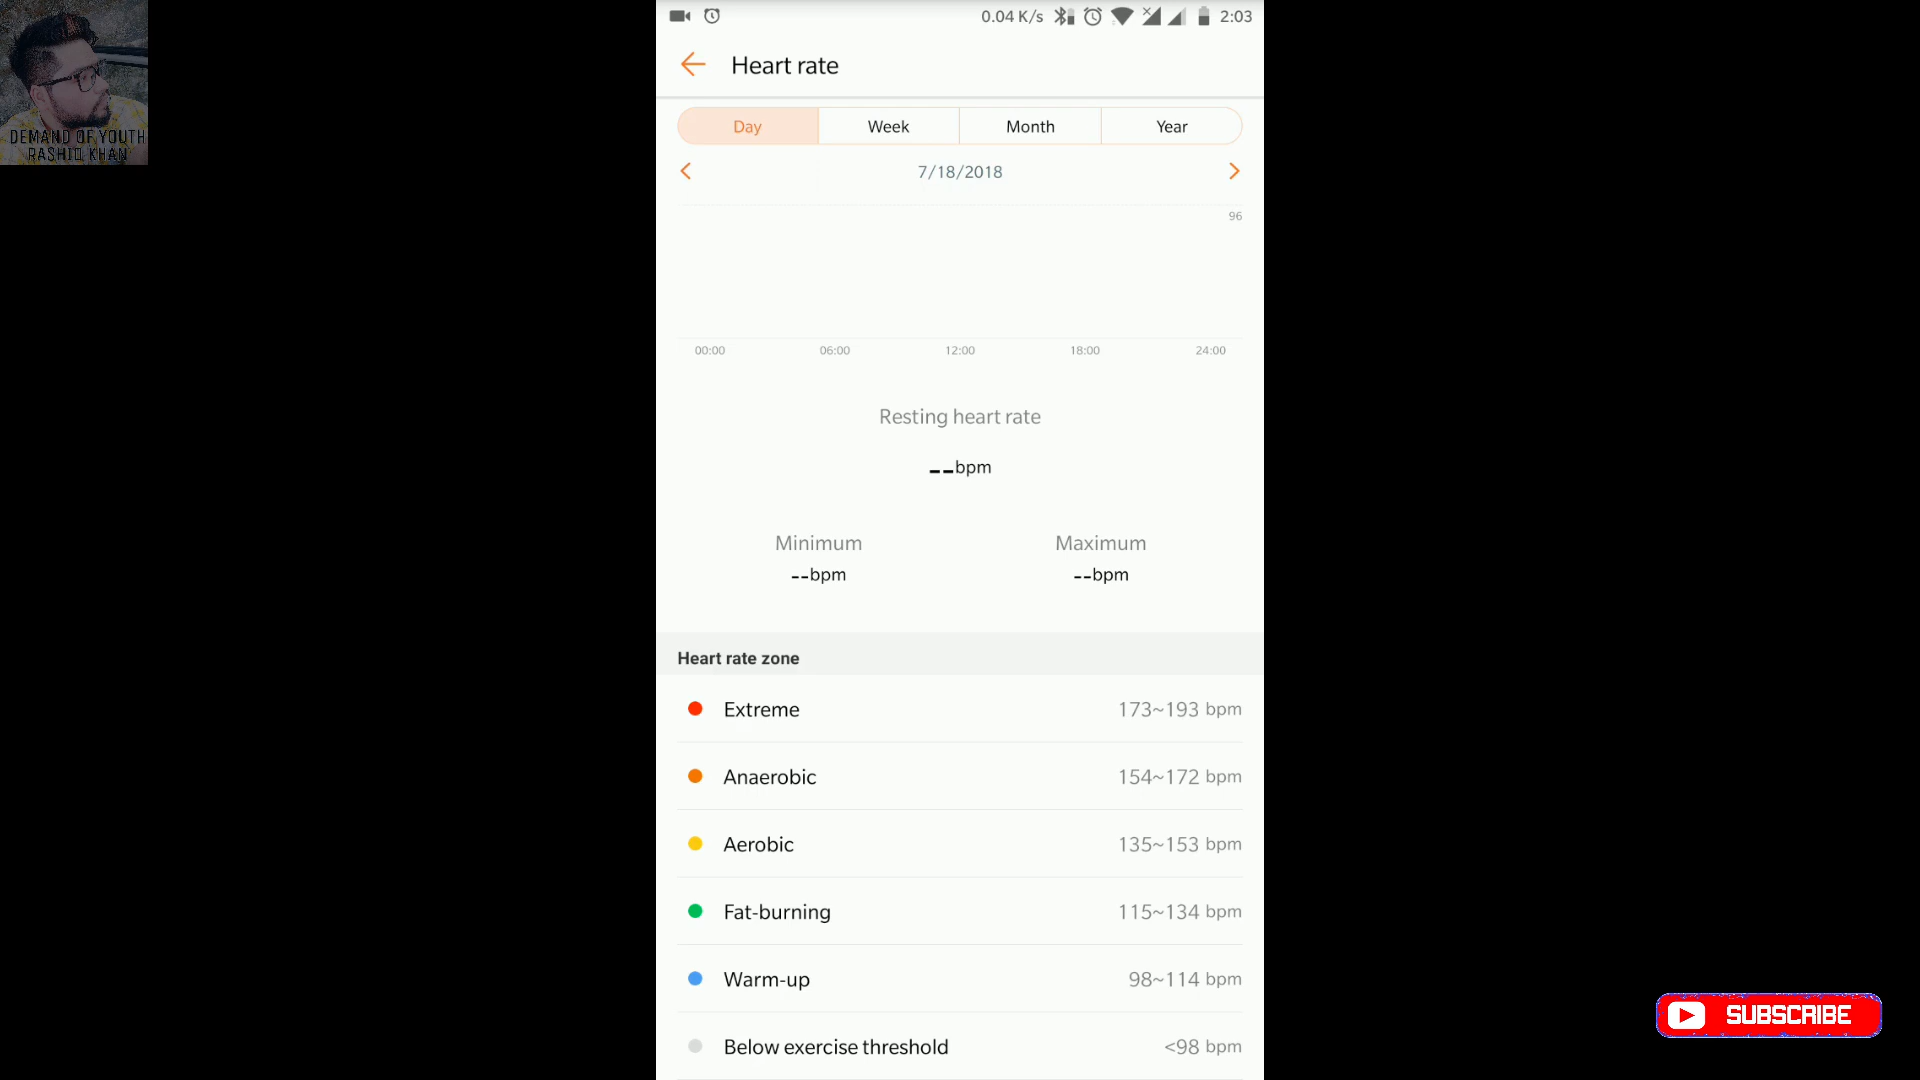 0.04 K/s 2:03
Heart rate
Day Week Month Year
7/18/2018
96
00:00 06:00 12:00 18:00 24:00
Resting heart rate
--bpm
Minimum Maximum
--bpm --bpm
Heart rate zone
Extreme 173~193 bpm
Anaerobic 154~172 bpm
Aerobic 135~153 bpm
Fat-burning 115~134 bpm
Warm-up 98~114 bpm
Below exercise threshold <98 bpm
DEMAND OF YOUTH
RASHID KHAN
SUBSCRIBE